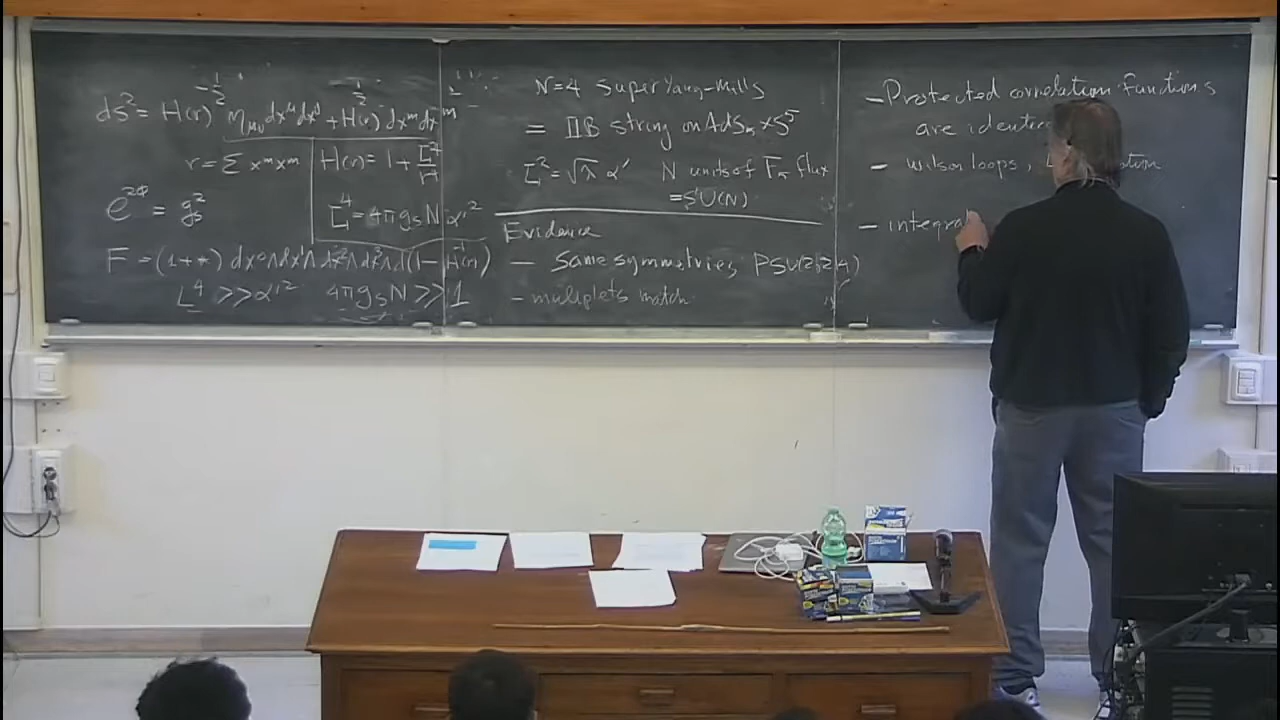 ds² = H(r)^{-1/2} η_{μν} dx^μ dx^ν + H(r)^{1/2} dx^m dx^m
r = Σ x^m x^m
H(r) = 1 + L⁴/r⁴
e^{2Φ} = g_s²
L⁴ = 4π g_s N α'²
F = (1+*) dx⁰∧dx¹∧dx²∧dx³∧d(1 - H(r)^{-1})
L⁴ >> α'² 4π g_s N >> 1
N=4 Super Yang-Mills
= IIB string on AdS₅ × S⁵
L² = √λ α' N units of F₅ flux
= SU(N)
Evidence
- Same symmetries, PSU(2,2|4)
- multiplets match
- Protected correlation functions
are
- wilson loops,
- integra